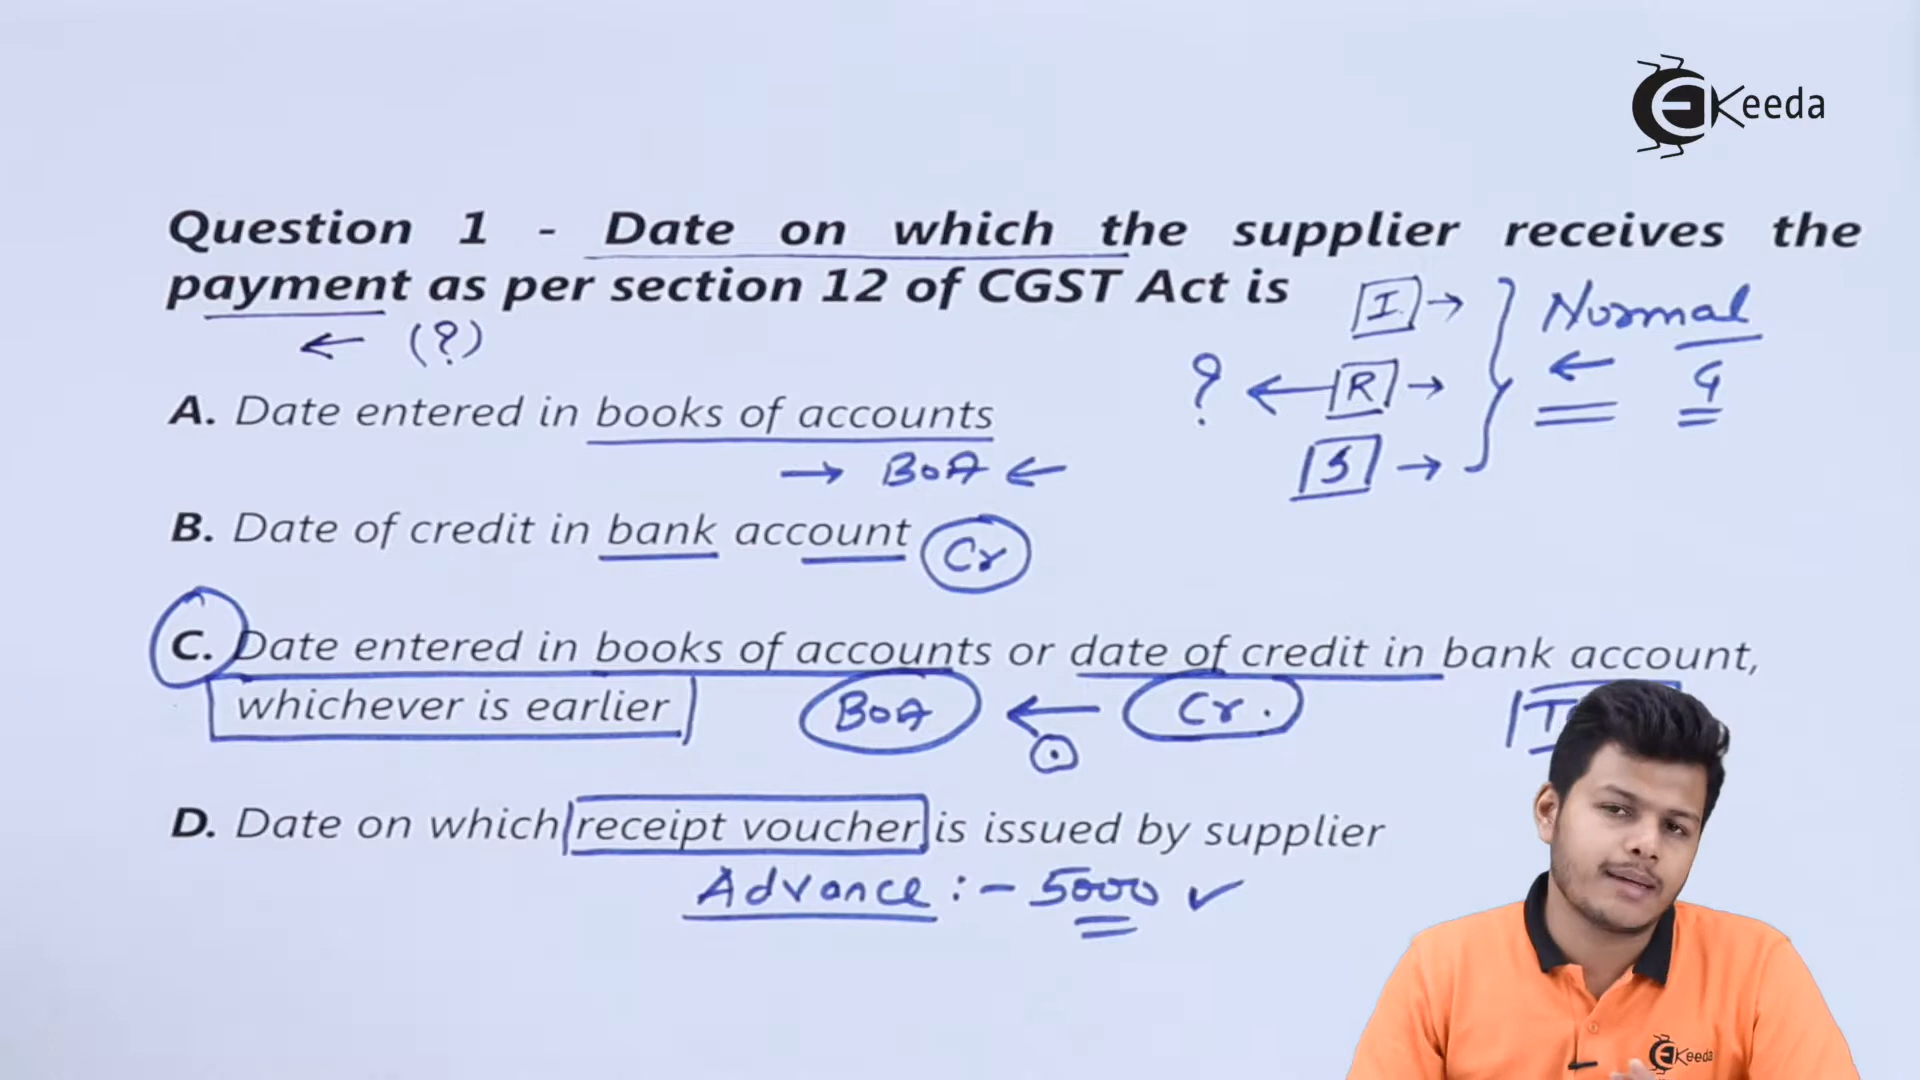 Keeda
Question 1 - Date on which the supplier receives the
payment as per section 12 of CGST Act is
I → Normal
← (?)
? ← R → ← G
A. Date entered in books of accounts
→ BOA ←
S →
B. Date of credit in bank account Cr
C. Date entered in books of accounts or date of credit in bank account,
whichever is earlier BOA ← Cr.
D. Date on which receipt voucher is issued by supplier
Advance :- 5000 ✓
Keeda